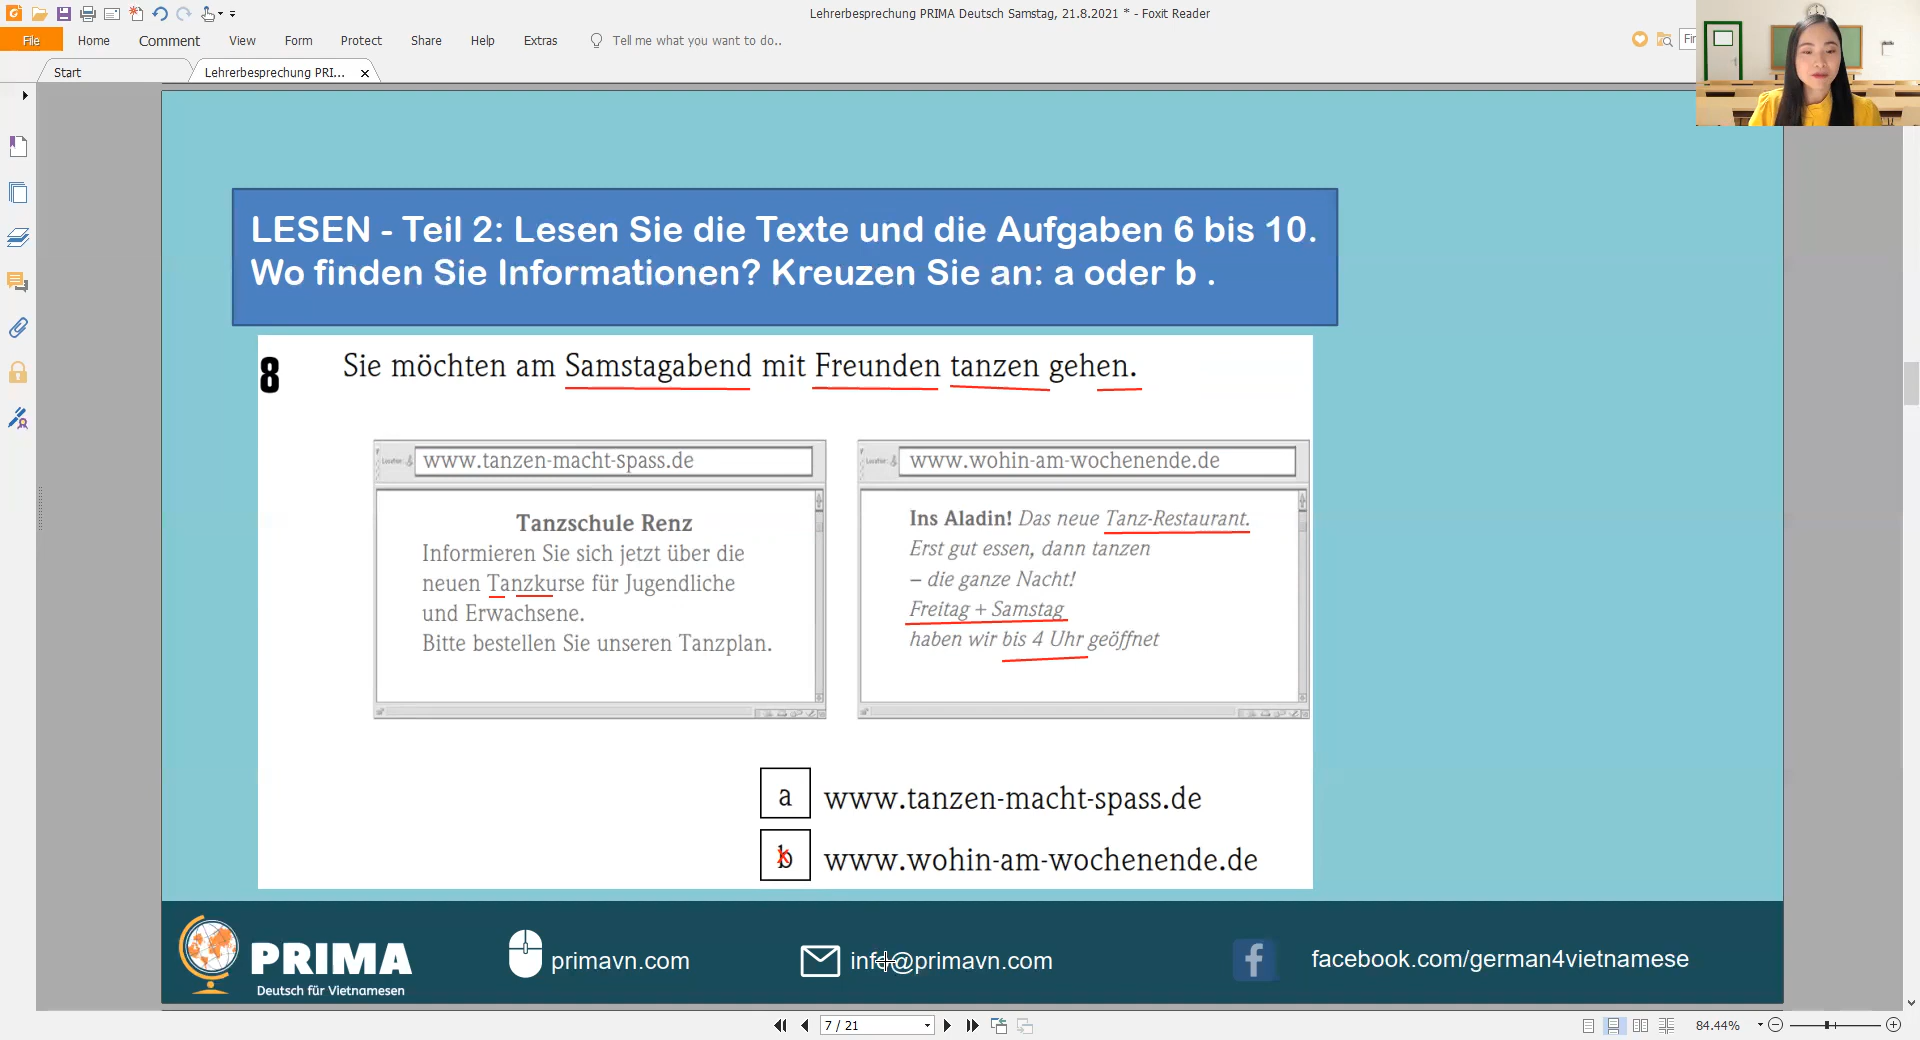 Lehrerbesprechung PRIMA Deutsch Samstag, 21.8.2021 * - Foxit Reader
File Home Comment View Form Protect Share Help Extras Tell me what you want to do..
Start
Lehrerbesprechung PRI...
LESEN - Teil 2: Lesen Sie die Texte und die Aufgaben 6 bis 10.
Wo finden Sie Informationen? Kreuzen Sie an: a oder b .
8 Sie möchten am Samstagabend mit Freunden tanzen gehen.
Location: www.tanzen-macht-spass.de
Tanzschule Renz
Informieren Sie sich jetzt über die
neuen Tanzkurse für Jugendliche
und Erwachsene.
Bitte bestellen Sie unseren Tanzplan.
Location: www.wohin-am-wochenende.de
Ins Aladin! Das neue Tanz-Restaurant.
Erst gut essen, dann tanzen
– die ganze Nacht!
Freitag + Samstag
haben wir bis 4 Uhr geöffnet
a www.tanzen-macht-spass.de
b www.wohin-am-wochenende.de
PRIMA
Deutsch für Vietnamesen
primavn.com
info@primavn.com
facebook.com/german4vietnamese
7 / 21
84.44%